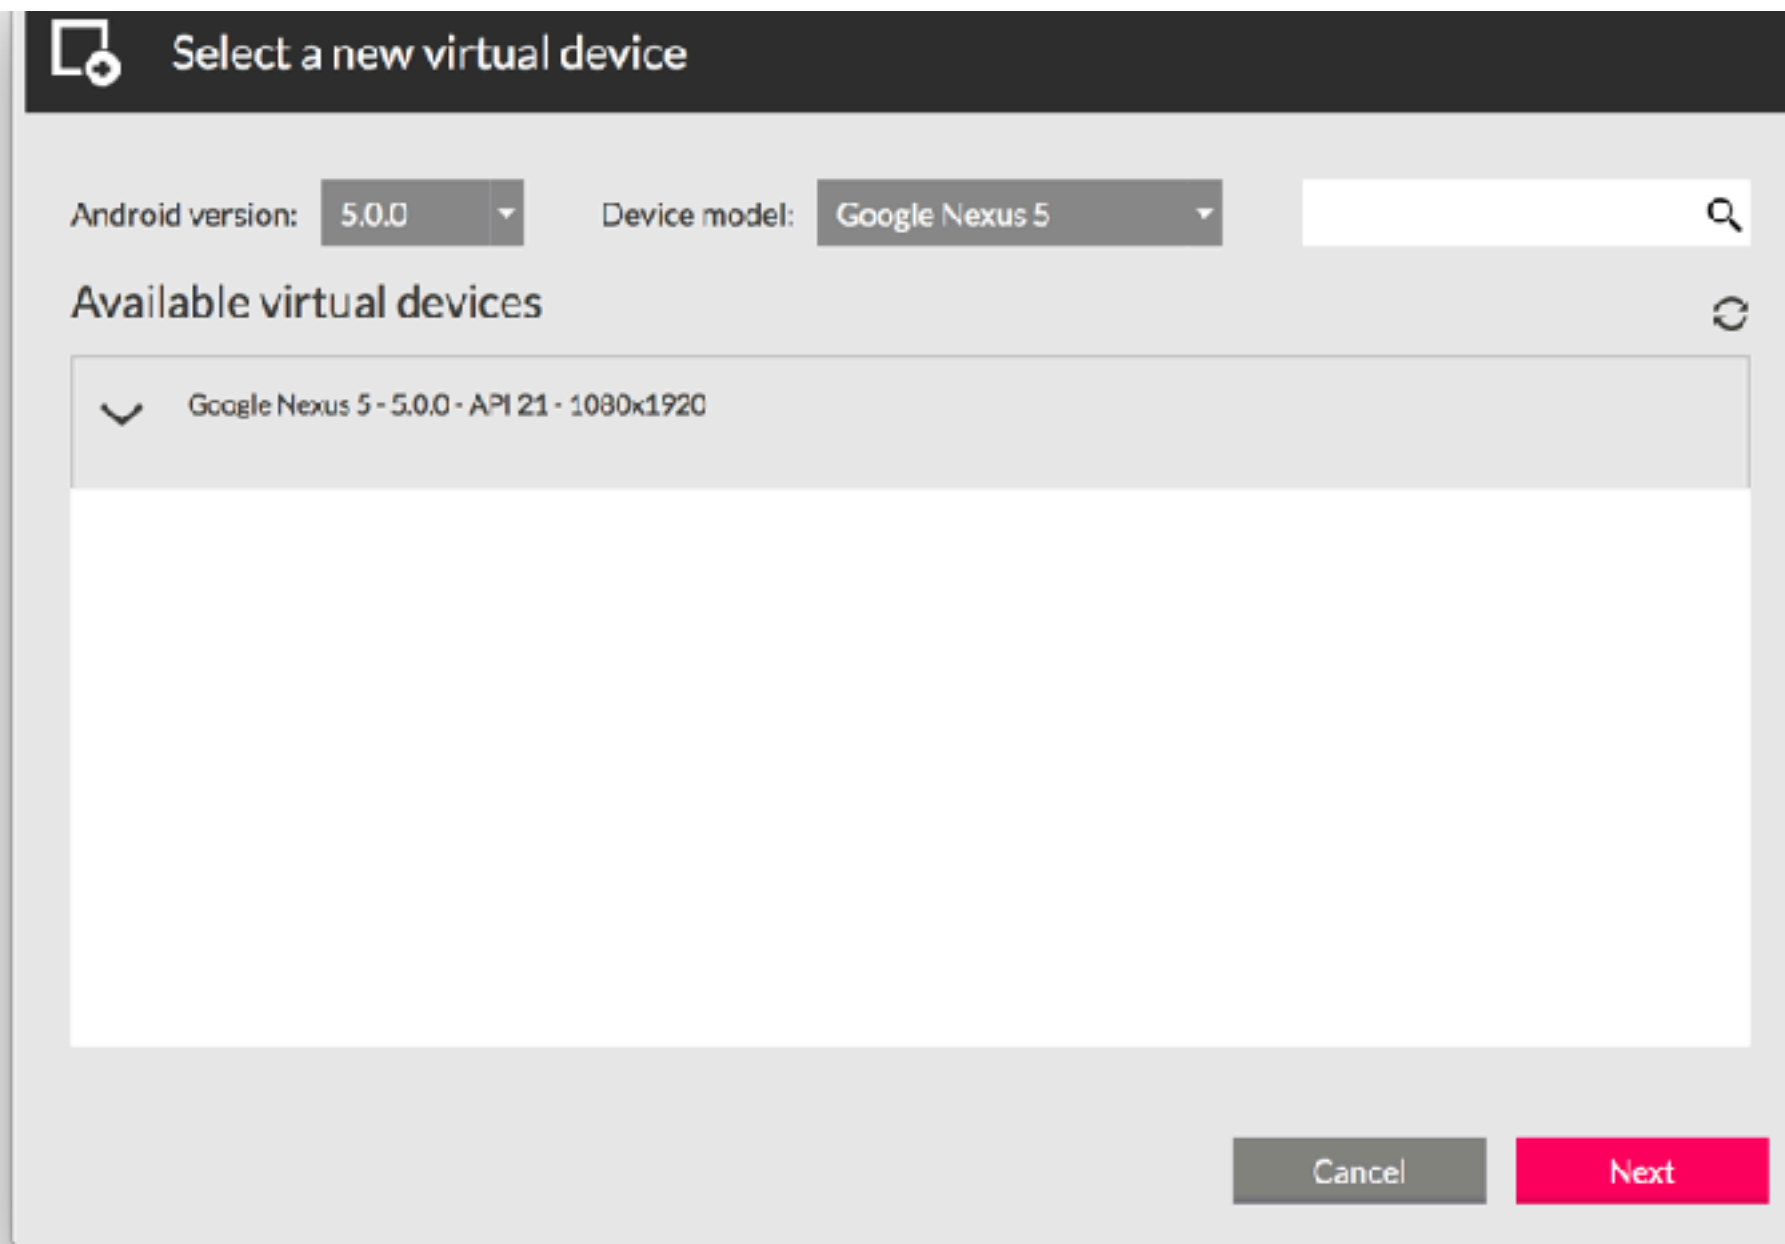 Select a new virtual device
Android version: 5.0.0 Device model: Google Nexus 5
Available virtual devices
Google Nexus 5 - 5.0.0 - API 21 - 1080x1920
Cancel Next